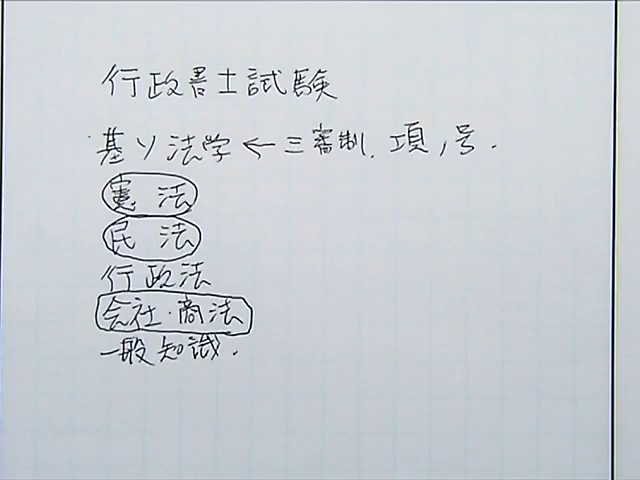 行政書士試験
基ソ法学←三審制、項,号.
憲法
民法
行政法
会社・商法
一般知識.